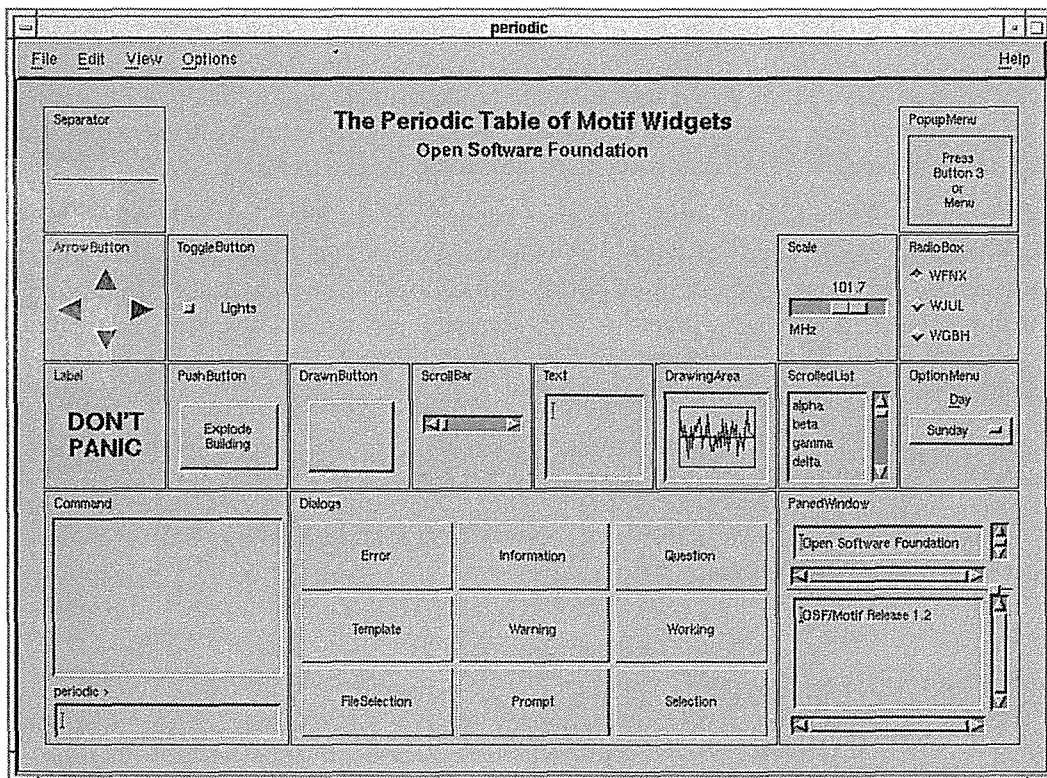 periodic
File Edit View Options Help
The Periodic Table of Motif Widgets
Open Software Foundation
Separator
PopupMenu
Press
Button 3
or
Menu
ArrowButton
ToggleButton
Lights
Scale
101.7
MHz
RadioBox
WFNX
WJUL
WGBH
Label
DON'T
PANIC
PushButton
Explode
Building
DrawnButton
ScrollBar
Text
DrawingArea
ScrolledList
alpha
beta
gamma
delta
OptionMenu
Day
Sunday
Command
periodic >
Dialogs
Error Information Question
Template Warning Working
FileSelection Prompt Selection
PanedWindow
Open Software Foundation
OSF/Motif Release 1.2